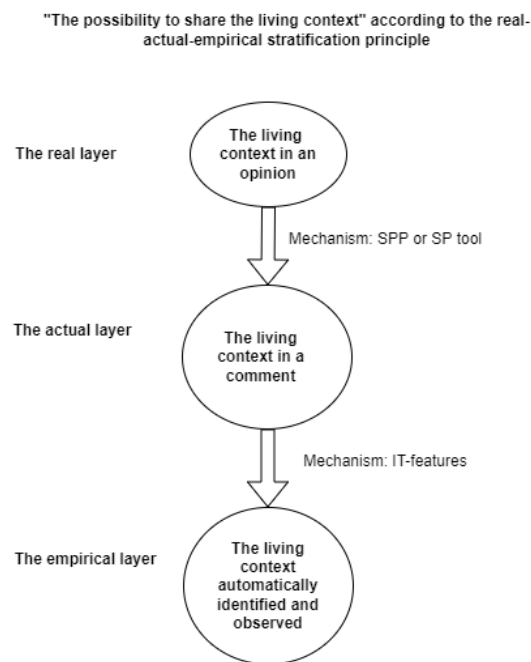 "The possibility to share the living context" according to the real-
actual-empirical stratification principle
The real layer
The living
context in an
opinion
Mechanism: SPP or SP tool
The actual layer
The living
context in a
comment
Mechanism: IT-features
The empirical layer
The living
context
automatically
identified and
observed